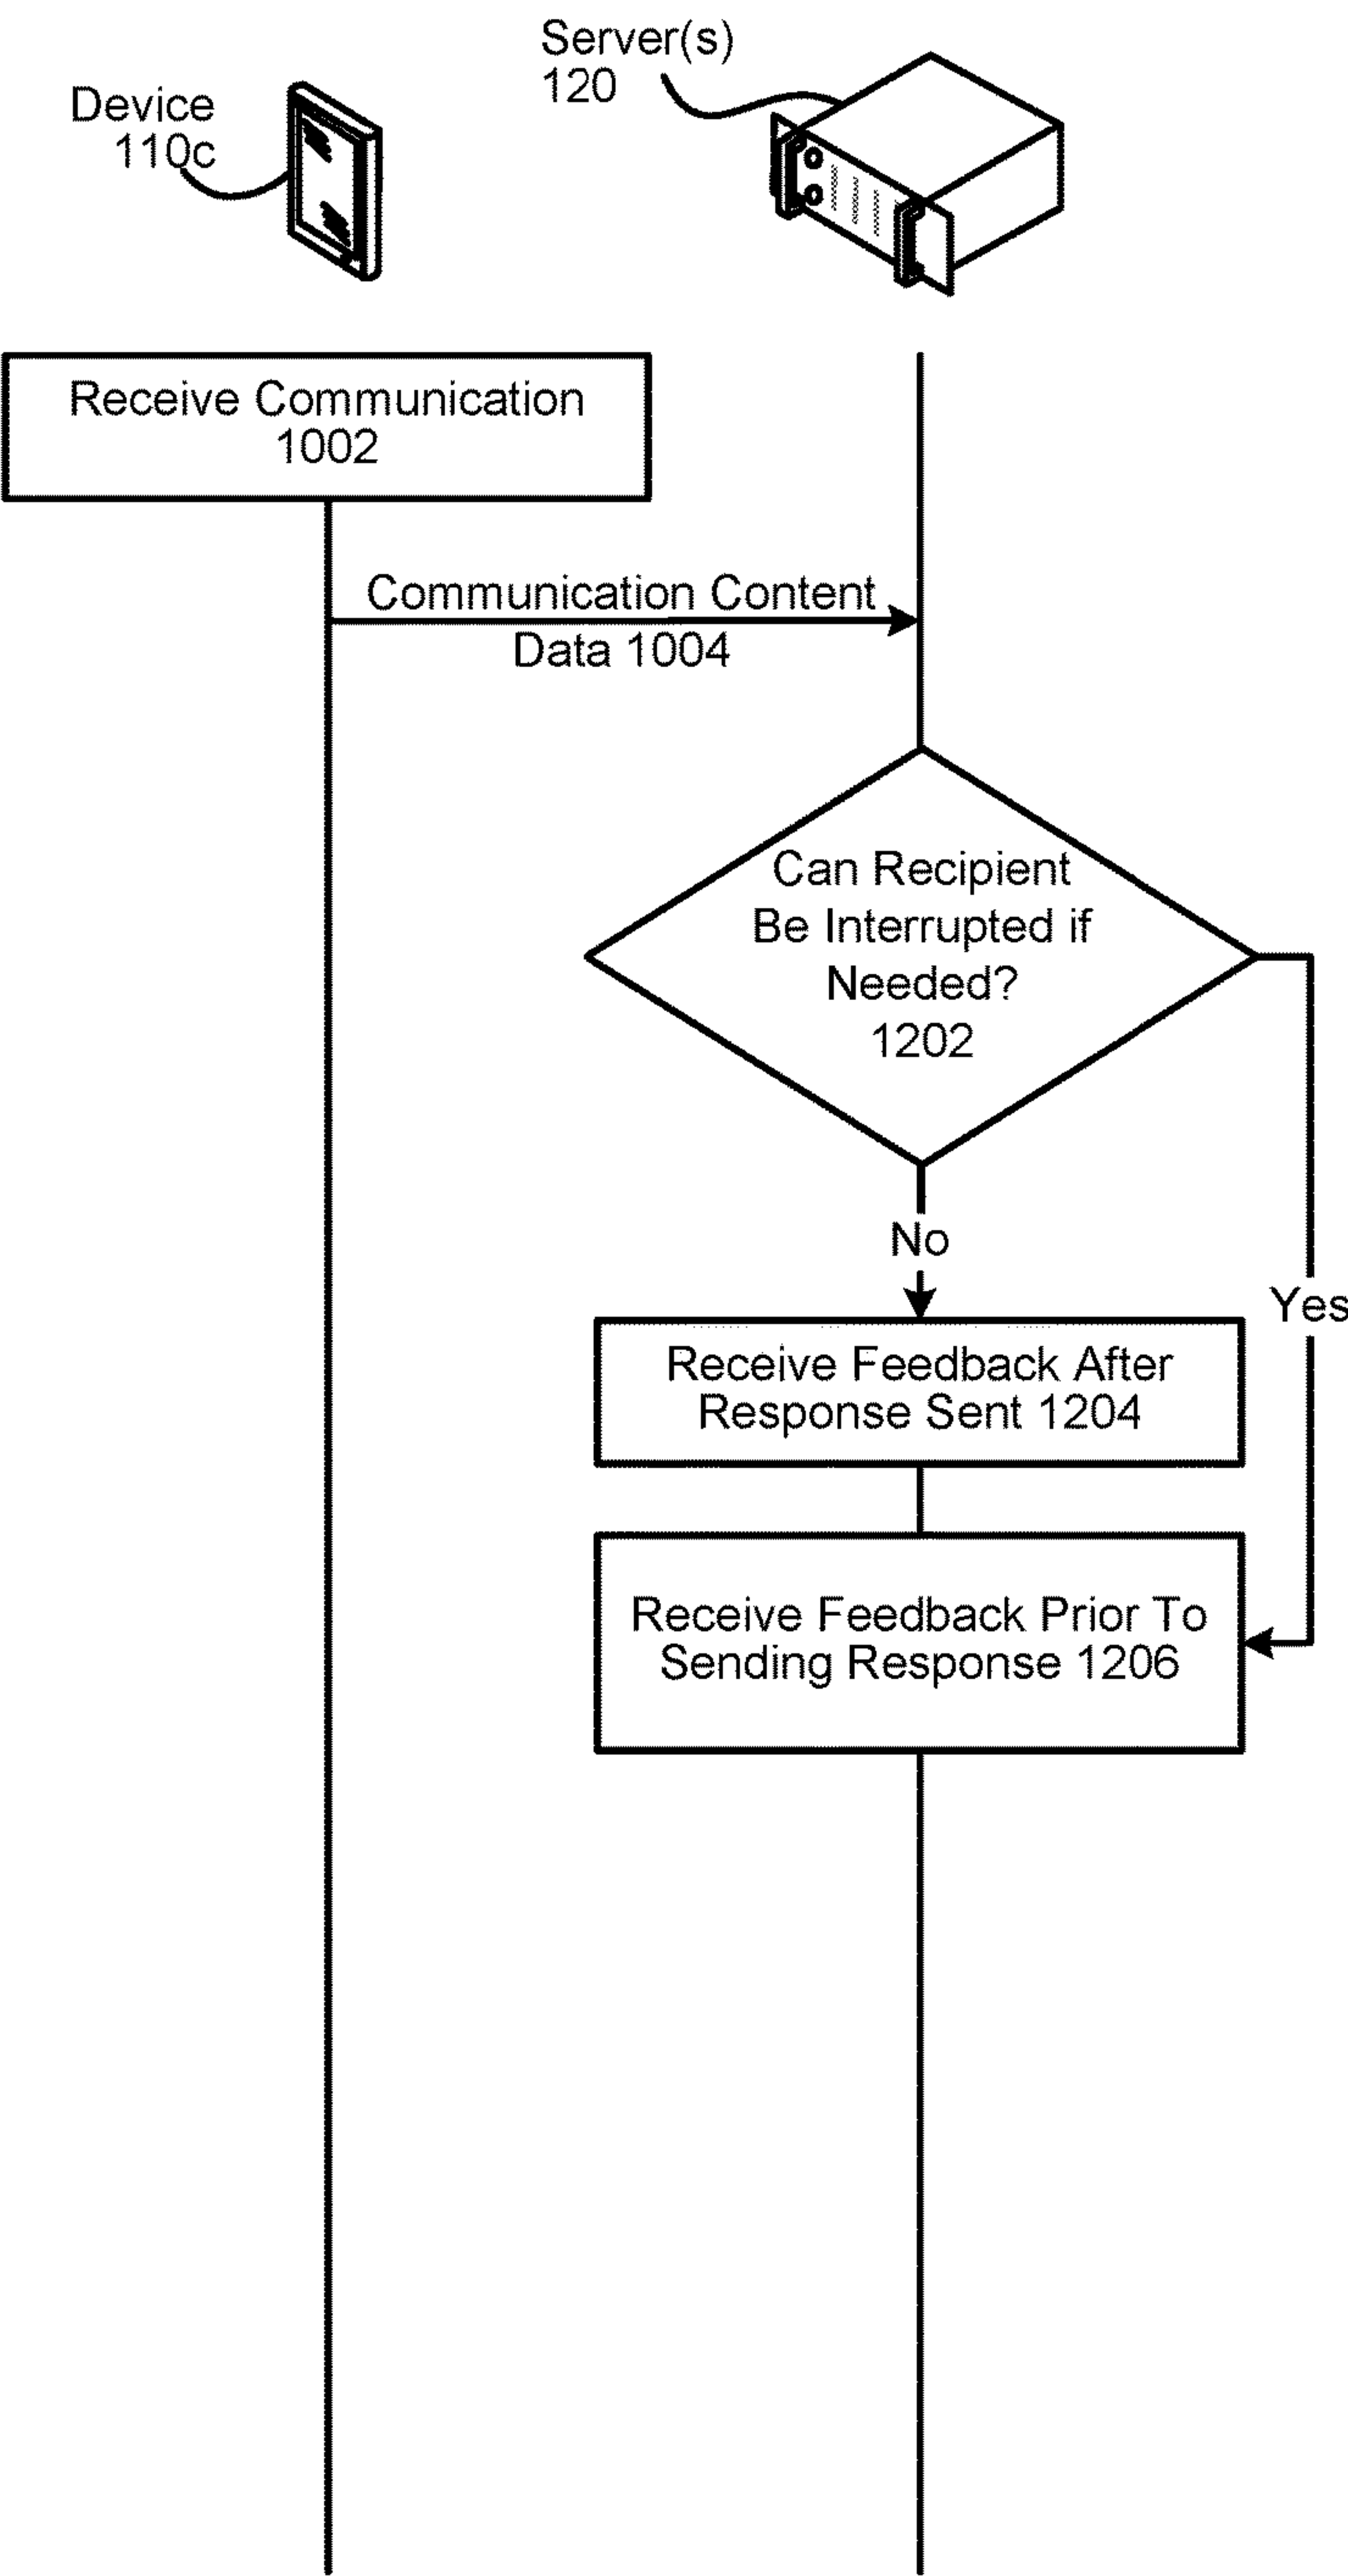 Server(s)
120
Device
110c
Receive Communication
1002
Communication Content
Data 1004
Can Recipient
Be Interrupted if
Needed?
1202
No
Yes
Receive Feedback After
Response Sent 1204
Receive Feedback Prior To
Sending Response 1206